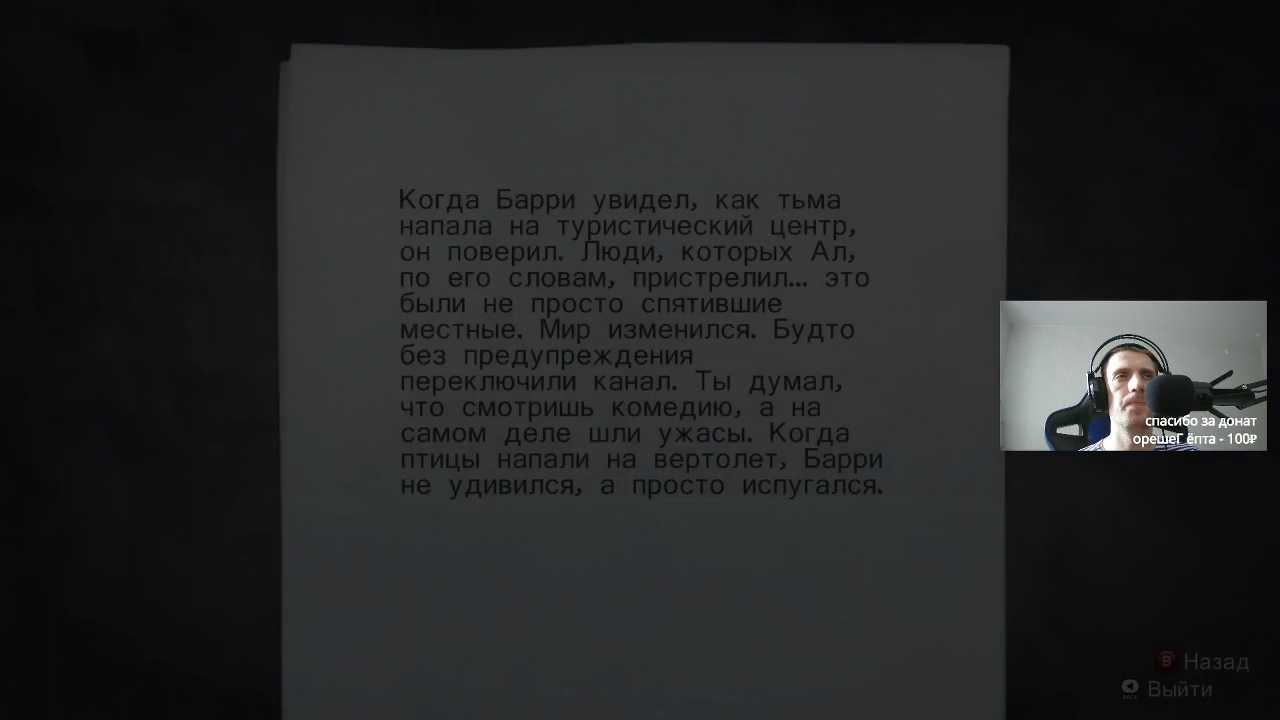 Когда Барри увидел, как тьма
напала на туристический центр,
он поверил. Люди, которых Ал,
по его словам, пристрелил... это
были не просто спятившие
местные. Мир изменился. Будто
без предупреждения
переключили канал. Ты думал,
что смотришь комедию, а на
самом деле шли ужасы. Когда
птицы напали на вертолет, Барри
не удивился, а просто испугался.
спасибо за донат
орешеГ ёпта - 100₽
B Назад
BACK Выйти